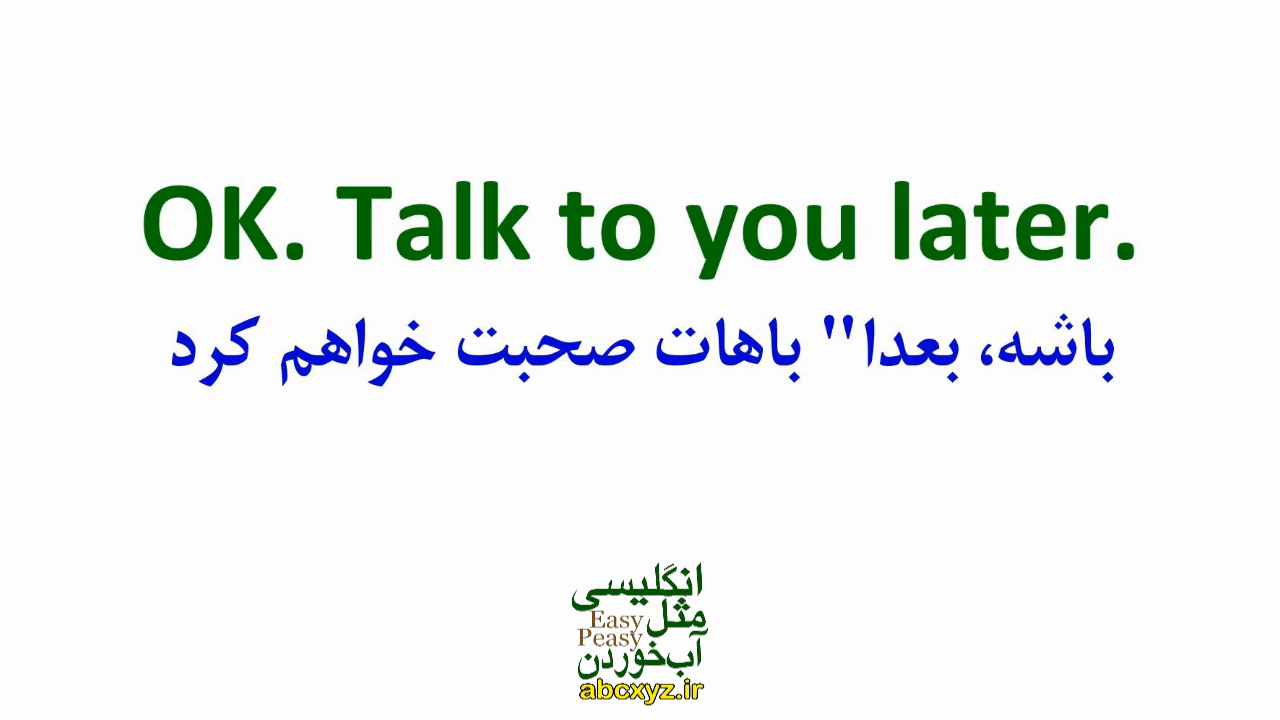 OK. Talk to you later.
باشه، بعدا" باهات صحبت خواهم کرد
انگلیسی
مثل Easy
Peasy
آب‌خوردن
abcxyz.ir